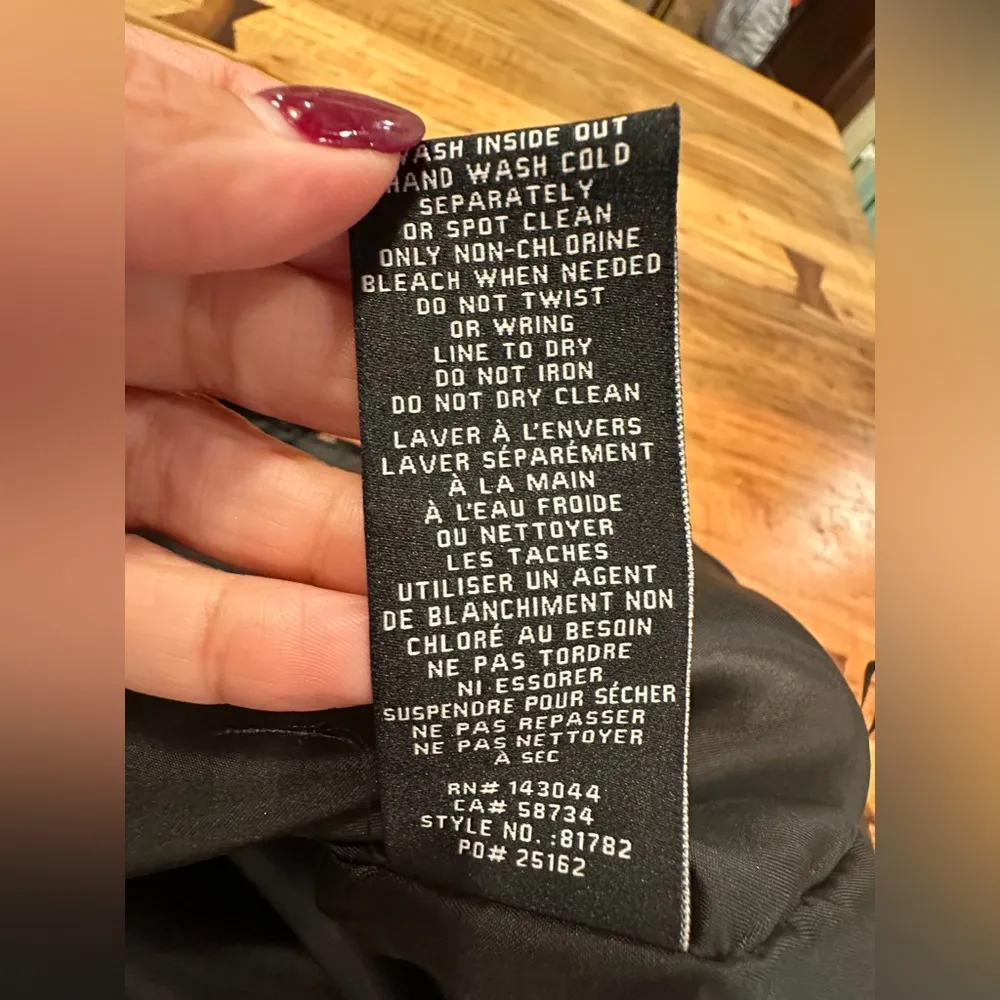 WASH INSIDE OUT
HAND WASH COLD
SEPARATELY
OR SPOT CLEAN
ONLY NON-CHLORINE
BLEACH WHEN NEEDED
DO NOT TWIST
OR WRING
LINE TO DRY
DO NOT IRON
DO NOT DRY CLEAN
LAVER À L'ENVERS
LAVER SÉPARÉMENT
À LA MAIN
À L'EAU FROIDE
OU NETTOYER
LES TACHES
UTILISER UN AGENT
DE BLANCHIMENT NON
CHLORÉ AU BESOIN
NE PAS TORDRE
NI ESSORER
SUSPENDRE POUR SÉCHER
NE PAS REPASSER
NE PAS NETTOYER
À SEC
RN# 143044
CA# 58734
STYLE NO. :81782
PO# 25162